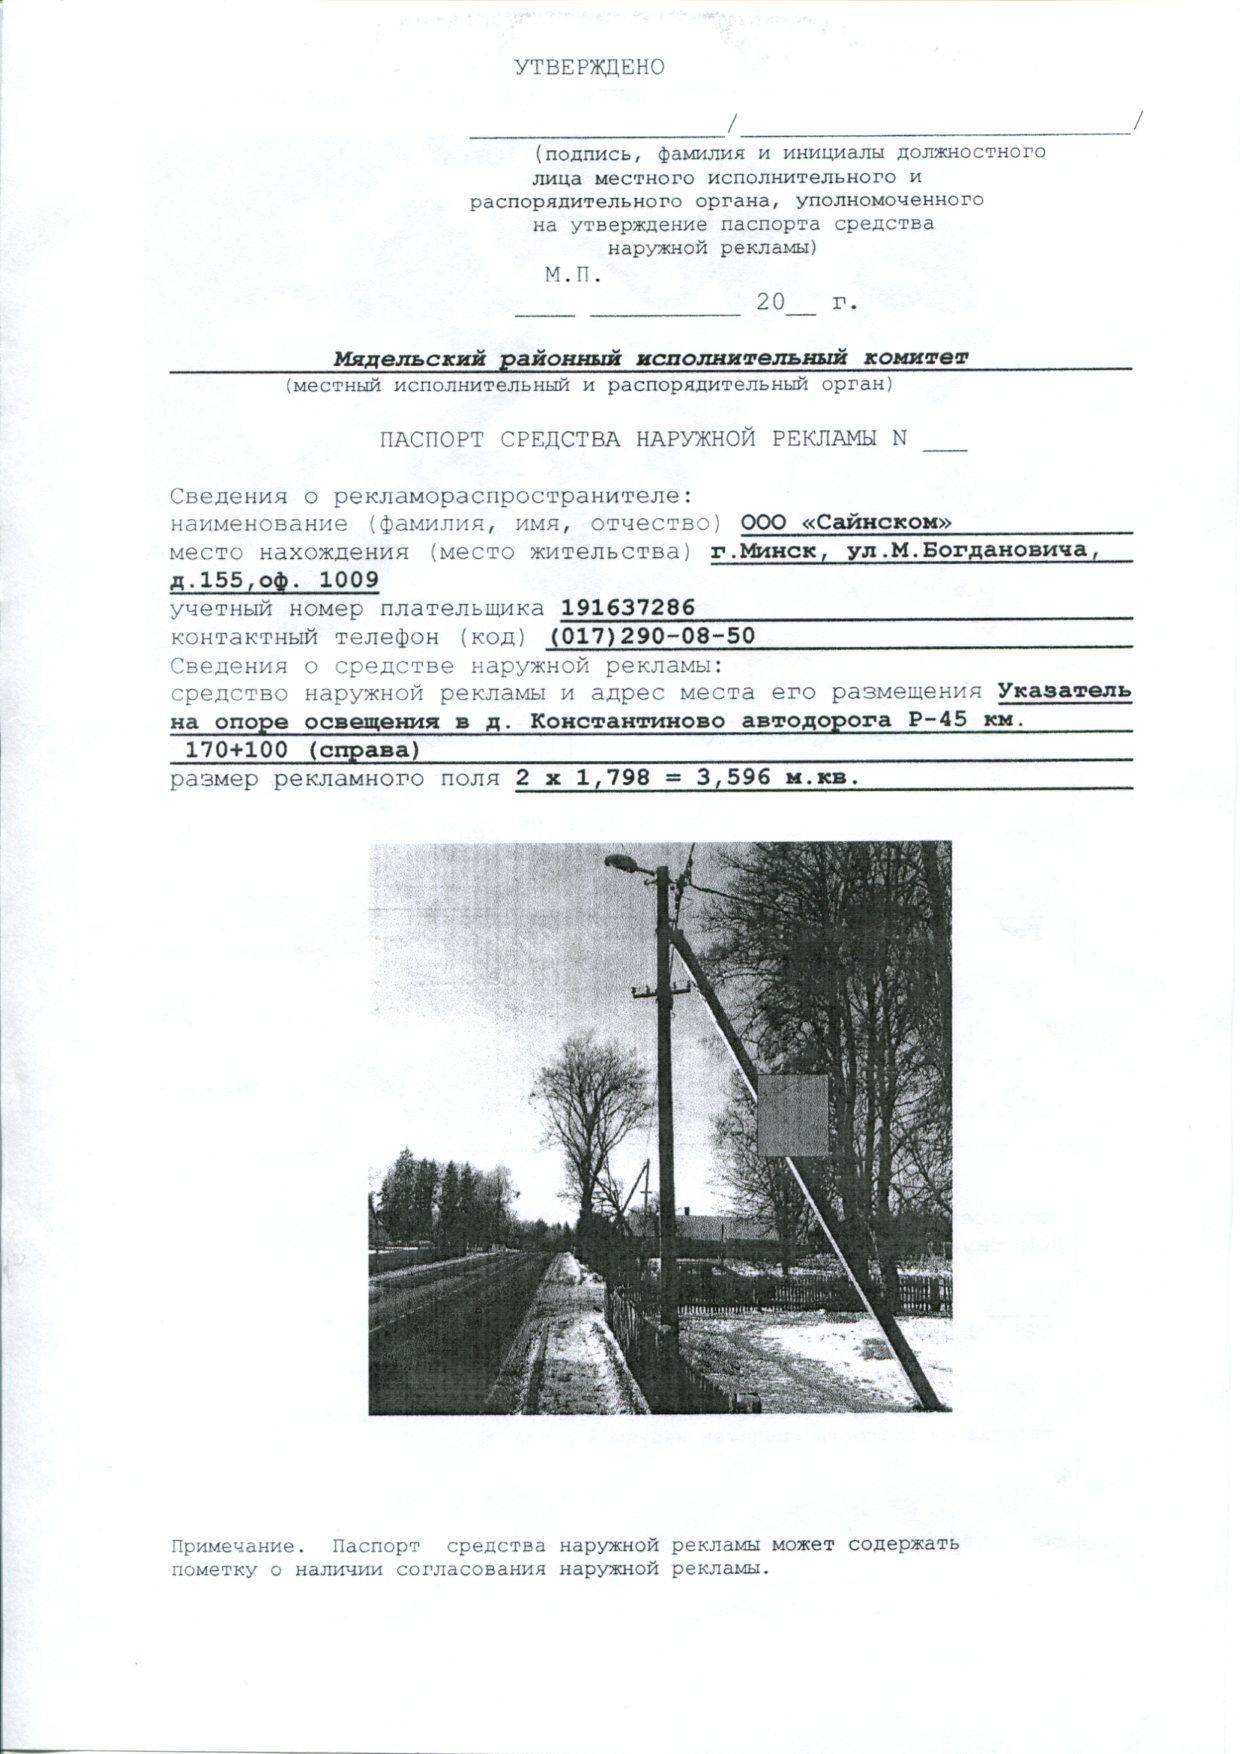 УТВЕРЖДЕНО
_________________/__________________________/
(подпись, фамилия и инициалы должностного
лица местного исполнительного и
распорядительного органа, уполномоченного
на утверждение паспорта средства
наружной рекламы)
М.П.
____ __________ 20__ г.
Мядельский районный исполнительный комитет
(местный исполнительный и распорядительный орган)
ПАСПОРТ СРЕДСТВА НАРУЖНОЙ РЕКЛАМЫ N ___
Сведения о рекламораспространителе:
наименование (фамилия, имя, отчество) ООО «Сайнском»
место нахождения (место жительства) г.Минск, ул.М.Богдановича,
д.155,оф. 1009
учетный номер плательщика 191637286
контактный телефон (код) (017)290-08-50
Сведения о средстве наружной рекламы:
средство наружной рекламы и адрес места его размещения Указатель
на опоре освещения в д. Константиново автодорога Р-45 км.
170+100 (справа)
размер рекламного поля 2 х 1,798 = 3,596 м.кв.
Примечание. Паспорт средства наружной рекламы может содержать
пометку о наличии согласования наружной рекламы.